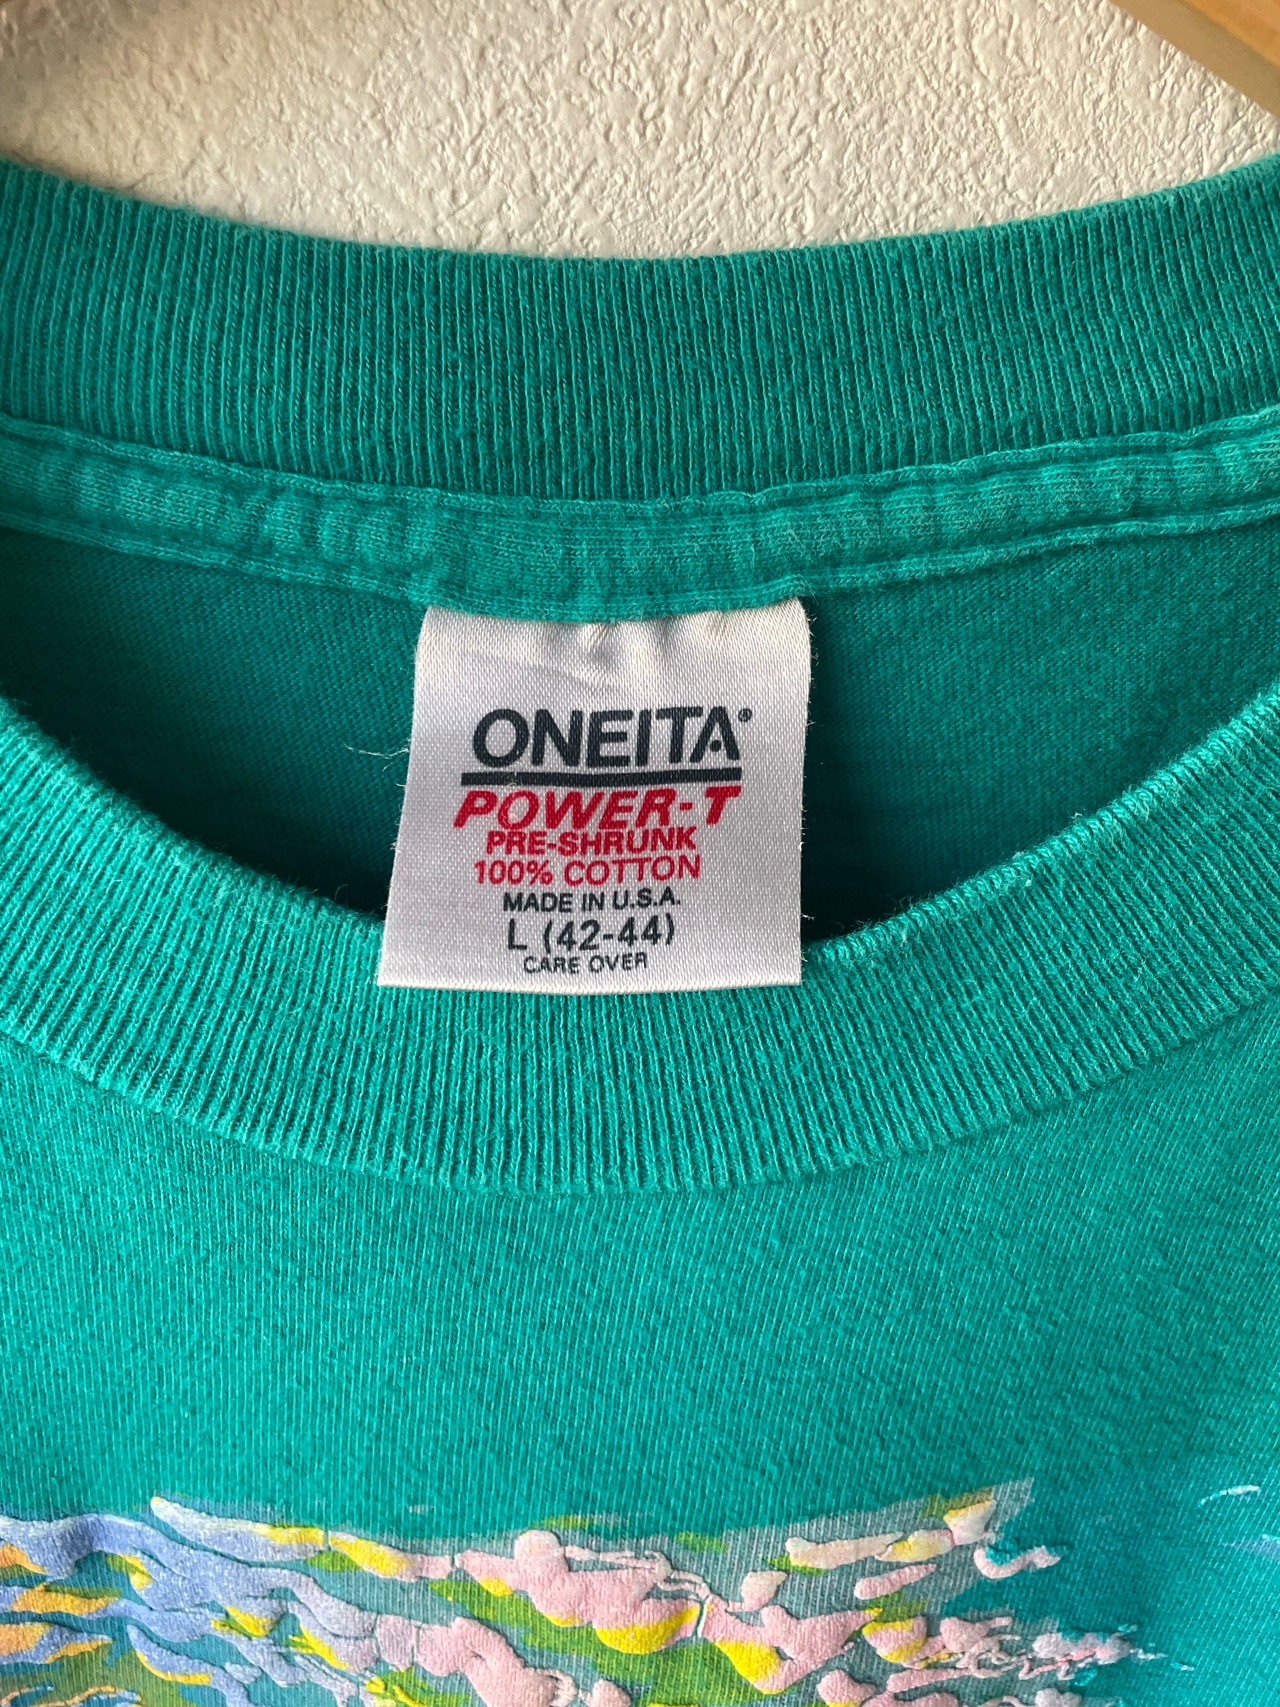 ONEITA®
POWER-T
PRE-SHRUNK
100% COTTON
MADE IN U.S.A.
L (42-44)
CARE OVER